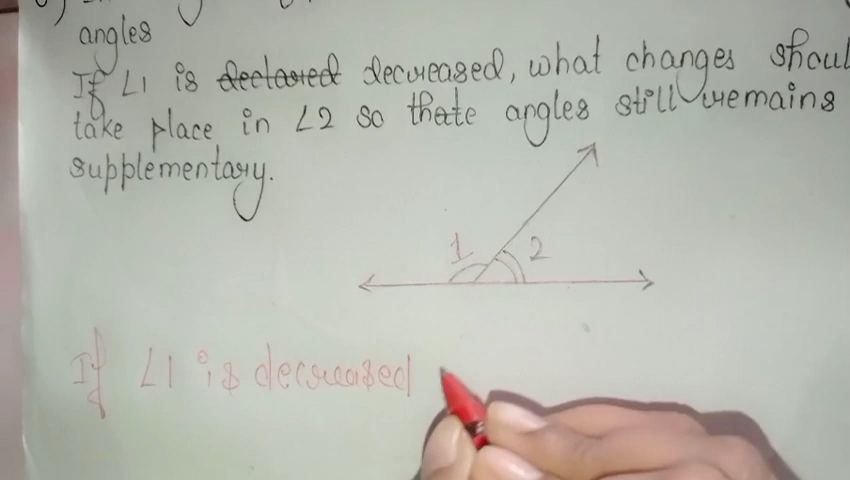 angles
If ∠1 is declared decreased, what changes shoul
take place in ∠2 so thate angles still remains
supplementary.
1 2
If ∠1 is decreased